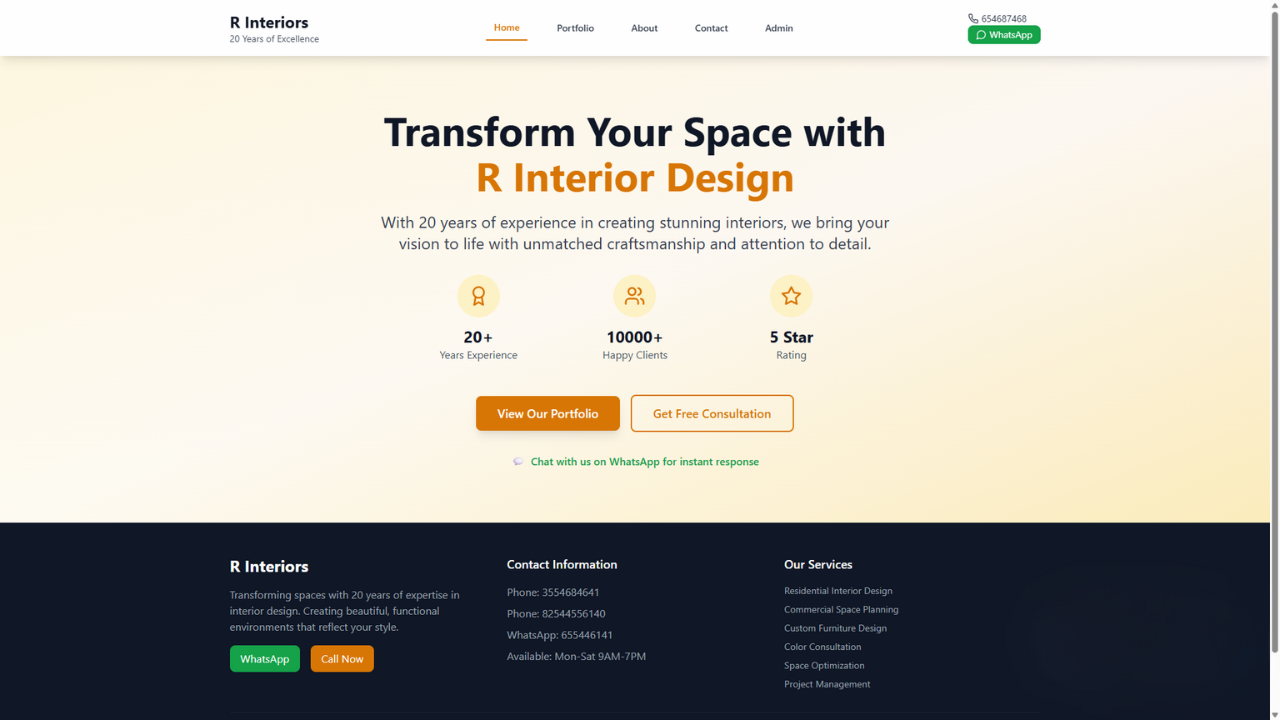 R Interiors
20 Years of Excellence
Home
Portfolio
About
Contact
Admin
654687468
WhatsApp
Transform Your Space with
R Interior Design
With 20 years of experience in creating stunning interiors, we bring your
vision to life with unmatched craftsmanship and attention to detail.
20+
Years Experience
10000+
Happy Clients
5 Star
Rating
View Our Portfolio
Get Free Consultation
Chat with us on WhatsApp for instant response
R Interiors
Transforming spaces with 20 years of expertise in
interior design. Creating beautiful, functional
environments that reflect your style.
WhatsApp
Call Now
Contact Information
Phone: 3554684641
Phone: 82544556140
WhatsApp: 655446141
Available: Mon-Sat 9AM-7PM
Our Services
Residential Interior Design
Commercial Space Planning
Custom Furniture Design
Color Consultation
Space Optimization
Project Management